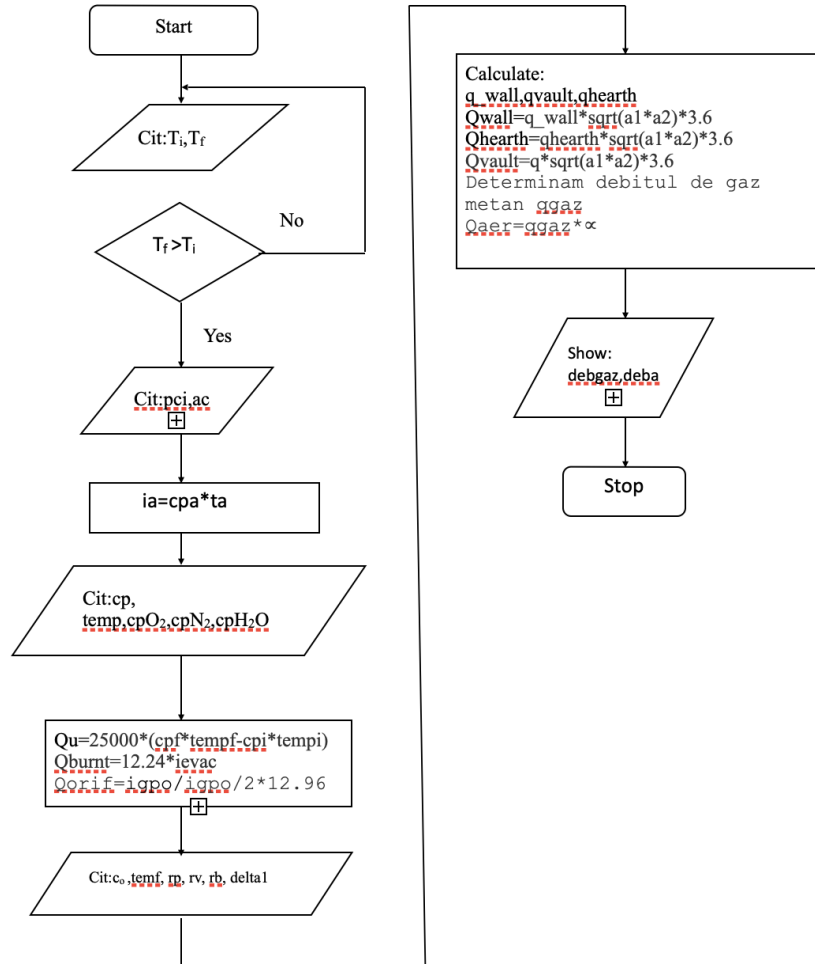 Start
Cit:Tᵢ,T_f
T_f >Tᵢ
No
Yes
Cit:pci,ac
ia=cpa*ta
Cit:cp,
temp,cpO₂,cpN₂,cpH₂O
Qu=25000*(cpf*tempf-cpi*tempi)
Qburnt=12.24*ievac
Qorif=igpo/igpo/2*12.96
Cit:cₒ,temf, rp, rv, rb, delta1
Calculate:
q_wall,qvault,qhearth
Qwall=q_wall*sqrt(a1*a2)*3.6
Qhearth=qhearth*sqrt(a1*a2)*3.6
Qvault=q*sqrt(a1*a2)*3.6
Determinam debitul de gaz
metan qgaz
Qaer=qgaz*∝
Show:
debgaz,deba
Stop